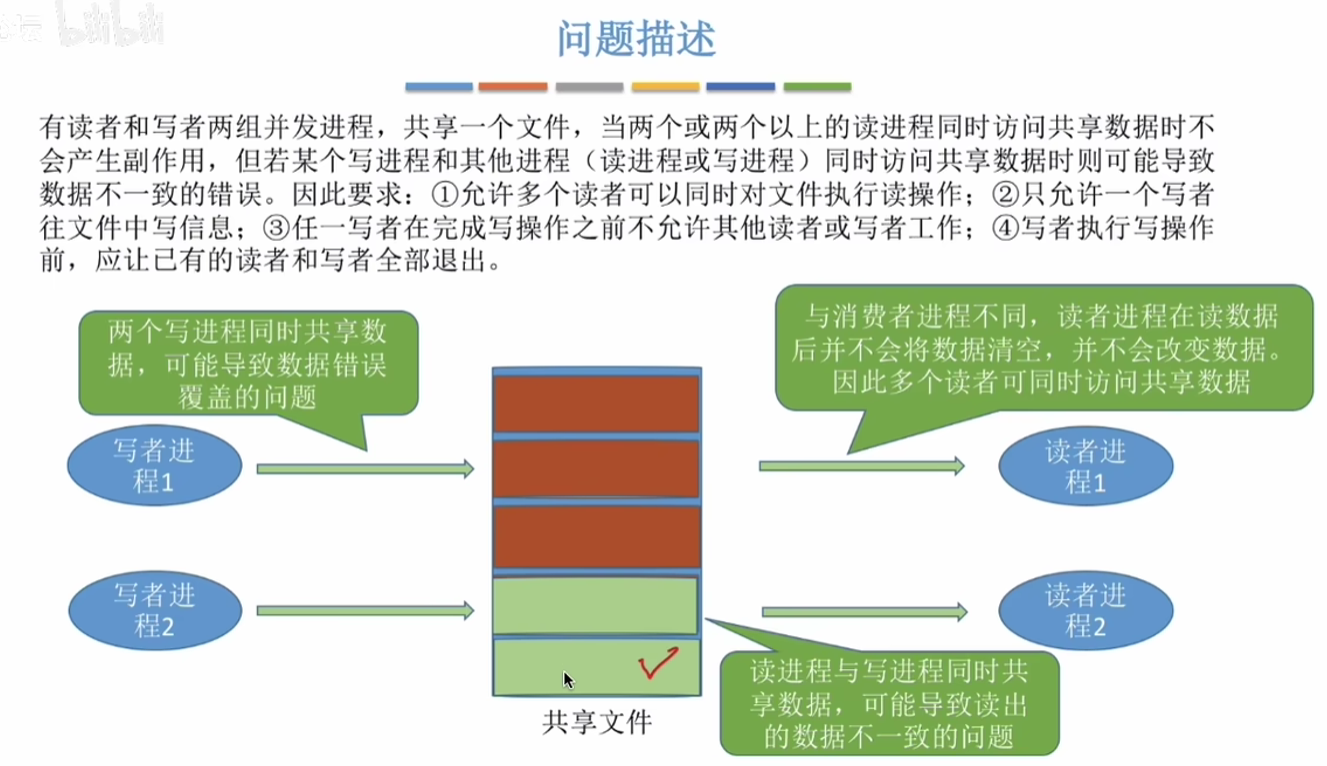 bilibili
问题描述
有读者和写者两组并发进程，共享一个文件，当两个或两个以上的读进程同时访问共享数据时不
会产生副作用，但若某个写进程和其他进程（读进程或写进程）同时访问共享数据时则可能导致
数据不一致的错误。因此要求：①允许多个读者可以同时对文件执行读操作；②只允许一个写者
往文件中写信息；③任一写者在完成写操作之前不允许其他读者或写者工作；④写者执行写操作
前，应让已有的读者和写者全部退出。
两个写进程同时共享数
据，可能导致数据错误
覆盖的问题
与消费者进程不同，读者进程在读数据
后并不会将数据清空，并不会改变数据。
因此多个读者可同时访问共享数据
写者进
程1
读者进
程1
写者进
程2
读者进
程2
读进程与写进程同时共
享数据，可能导致读出
的数据不一致的问题
共享文件